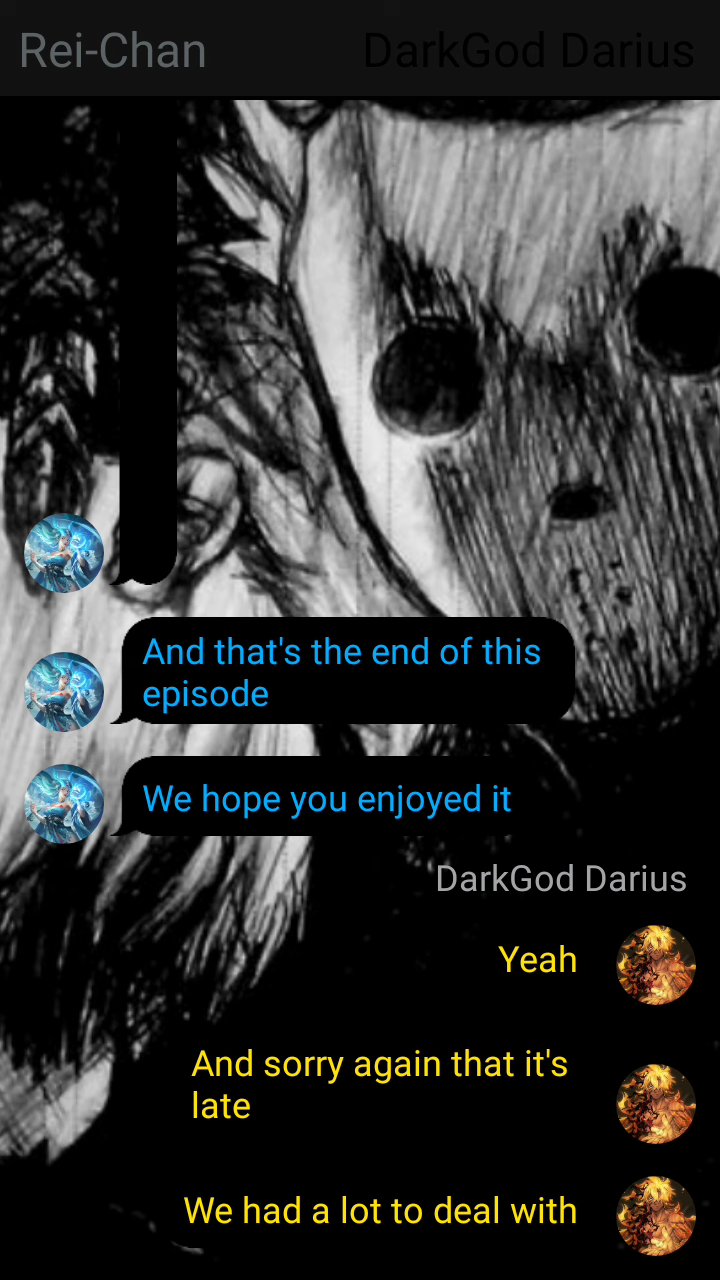 Rei-Chan DarkGod Darius
And that's the end of this
episode
We hope you enjoyed it
DarkGod Darius
Yeah
And sorry again that it's
late
We had a lot to deal with